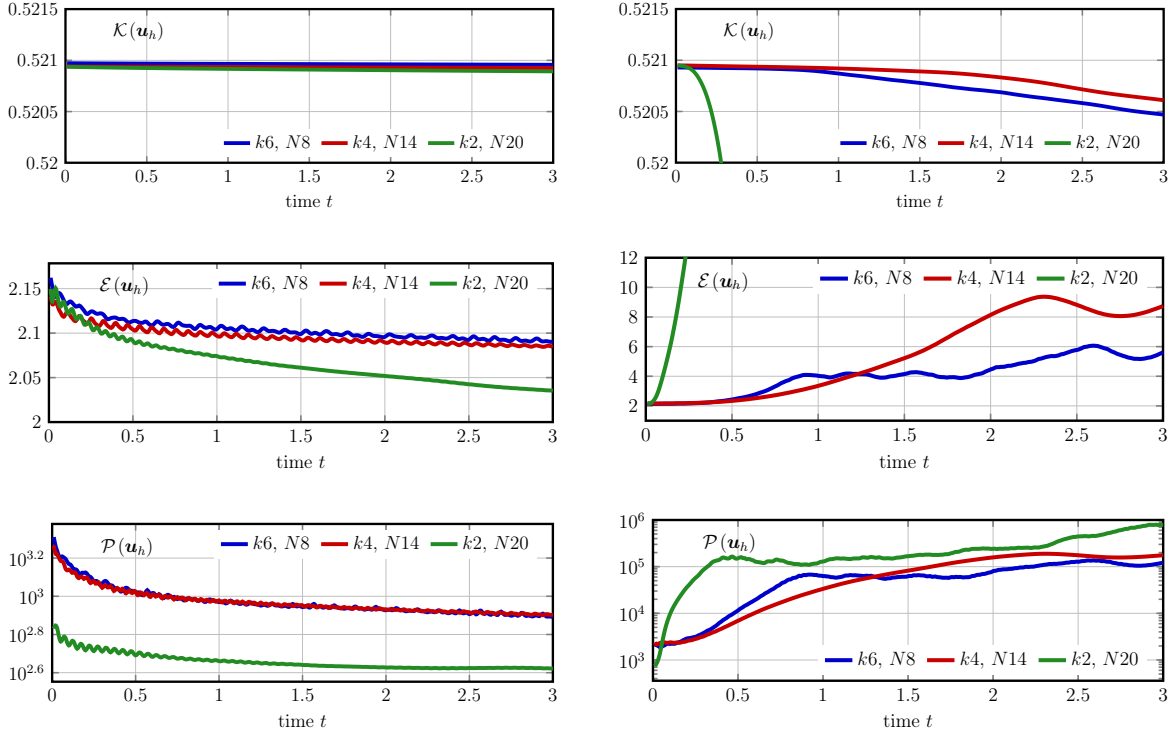 0.5215
𝒦(𝒖ₕ)
0.521
0.5205
k6, N8 k4, N14 k2, N20
0.52
0 0.5 1 1.5 2 2.5 3
time t
0.5215
𝒦(𝒖ₕ)
0.521
0.5205
k6, N8 k4, N14 k2, N20
0.52
0 0.5 1 1.5 2 2.5 3
time t
ℰ(𝒖ₕ) k6, N8 k4, N14 k2, N20
2.15
2.1
2.05
2
0 0.5 1 1.5 2 2.5 3
time t
12
ℰ(𝒖ₕ) k6, N8 k4, N14 k2, N20
10
8
6
4
2
0 0.5 1 1.5 2 2.5 3
time t
𝒫(𝒖ₕ) k6, N8 k4, N14 k2, N20
10^3.2
10^3
10^2.8
10^2.6
0 0.5 1 1.5 2 2.5 3
time t
10^6
𝒫(𝒖ₕ)
10^5
10^4
10^3
k6, N8 k4, N14 k2, N20
0 0.5 1 1.5 2 2.5 3
time t